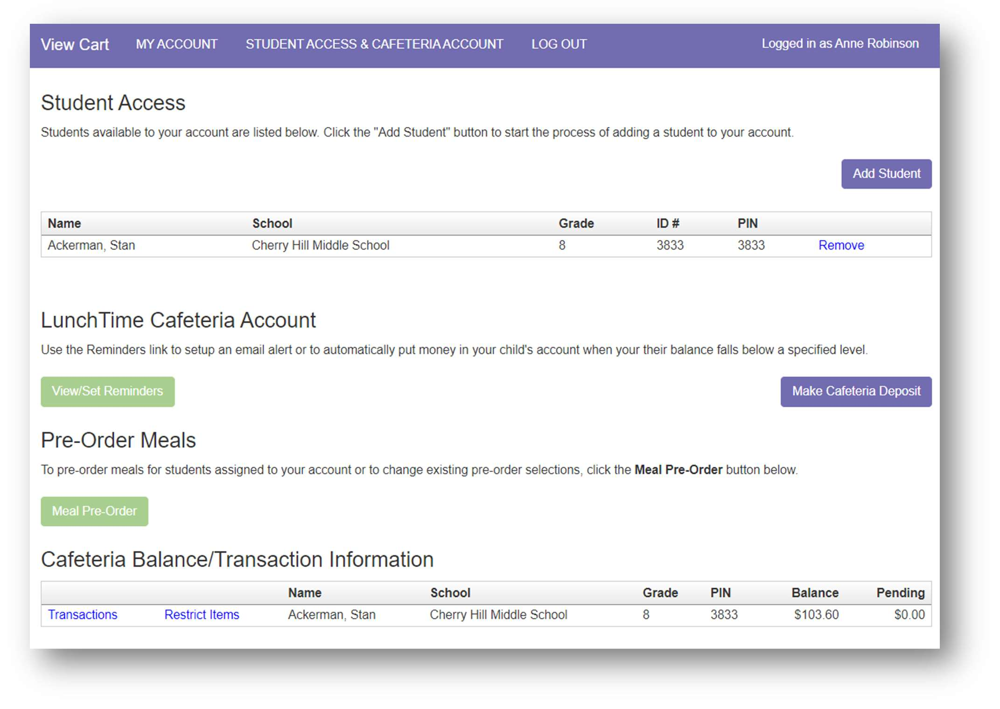 View Cart MY ACCOUNT STUDENT ACCESS & CAFETERIA ACCOUNT LOG OUT Logged in as Anne Robinson
Student Access
Students available to your account are listed below. Click the "Add Student" button to start the process of adding a student to your account.
Add Student
Name School Grade ID # PIN
Ackerman, Stan Cherry Hill Middle School 8 3833 3833 Remove
LunchTime Cafeteria Account
Use the Reminders link to setup an email alert or to automatically put money in your child's account when your their balance falls below a specified level.
View/Set Reminders Make Cafeteria Deposit
Pre-Order Meals
To pre-order meals for students assigned to your account or to change existing pre-order selections, click the Meal Pre-Order button below.
Meal Pre-Order
Cafeteria Balance/Transaction Information
Name School Grade PIN Balance Pending
Transactions Restrict Items Ackerman, Stan Cherry Hill Middle School 8 3833 $103.60 $0.00